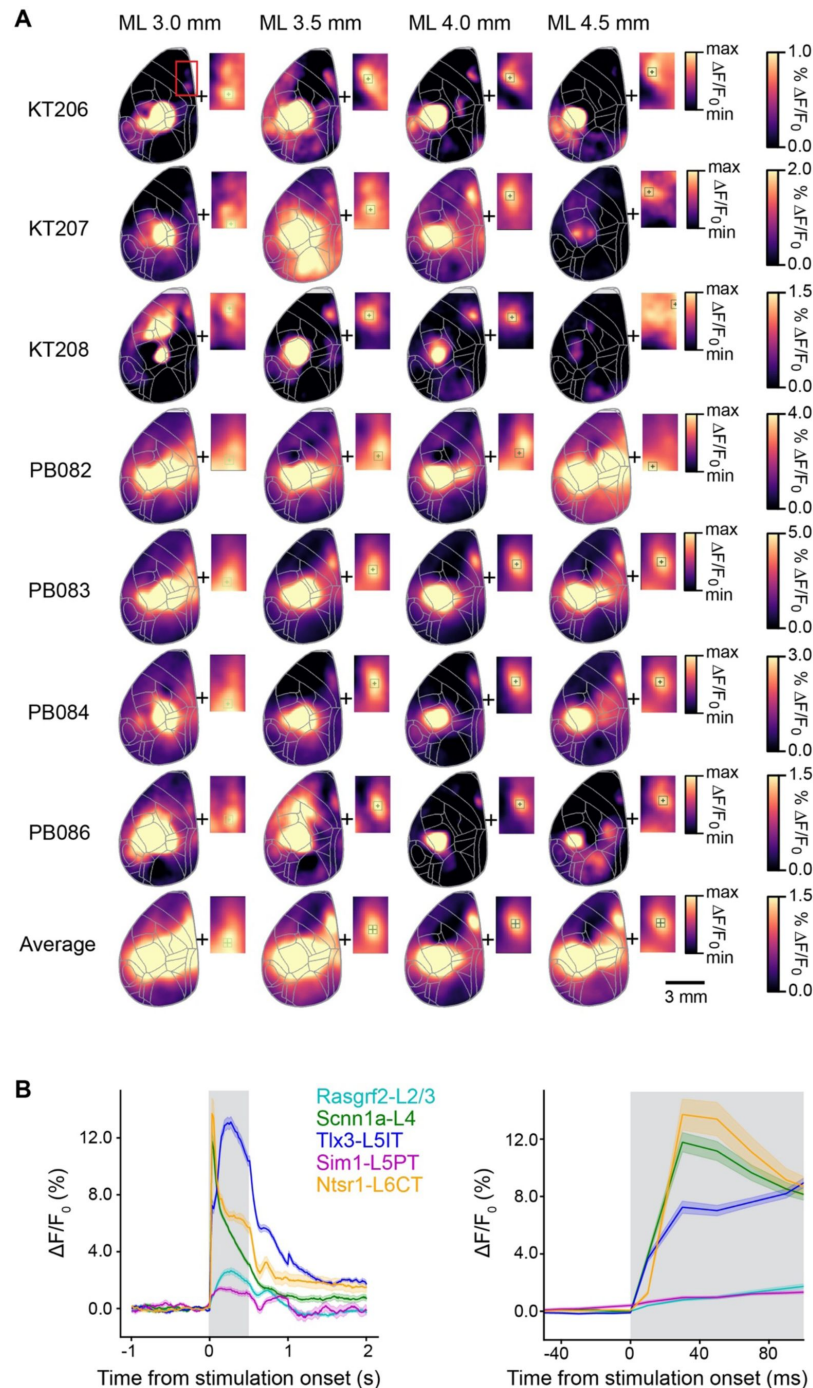 A
ML 3.0 mm ML 3.5 mm ML 4.0 mm ML 4.5 mm
KT206
max
ΔF/F0
min
1.0
% ΔF/F0
0.0
KT207
max
ΔF/F0
min
2.0
% ΔF/F0
0.0
KT208
max
ΔF/F0
min
1.5
% ΔF/F0
0.0
PB082
max
ΔF/F0
min
4.0
% ΔF/F0
0.0
PB083
max
ΔF/F0
min
5.0
% ΔF/F0
0.0
PB084
max
ΔF/F0
min
3.0
% ΔF/F0
0.0
PB086
max
ΔF/F0
min
1.5
% ΔF/F0
0.0
Average
max
ΔF/F0
min
1.5
% ΔF/F0
0.0
3 mm
B
Rasgrf2-L2/3
Scnn1a-L4
Tlx3-L5IT
Sim1-L5PT
Ntsr1-L6CT
ΔF/F0 (%)
12.0
8.0
4.0
0.0
-1 0 1 2
Time from stimulation onset (s)
ΔF/F0 (%)
12.0
8.0
4.0
0.0
-40 0 40 80
Time from stimulation onset (ms)